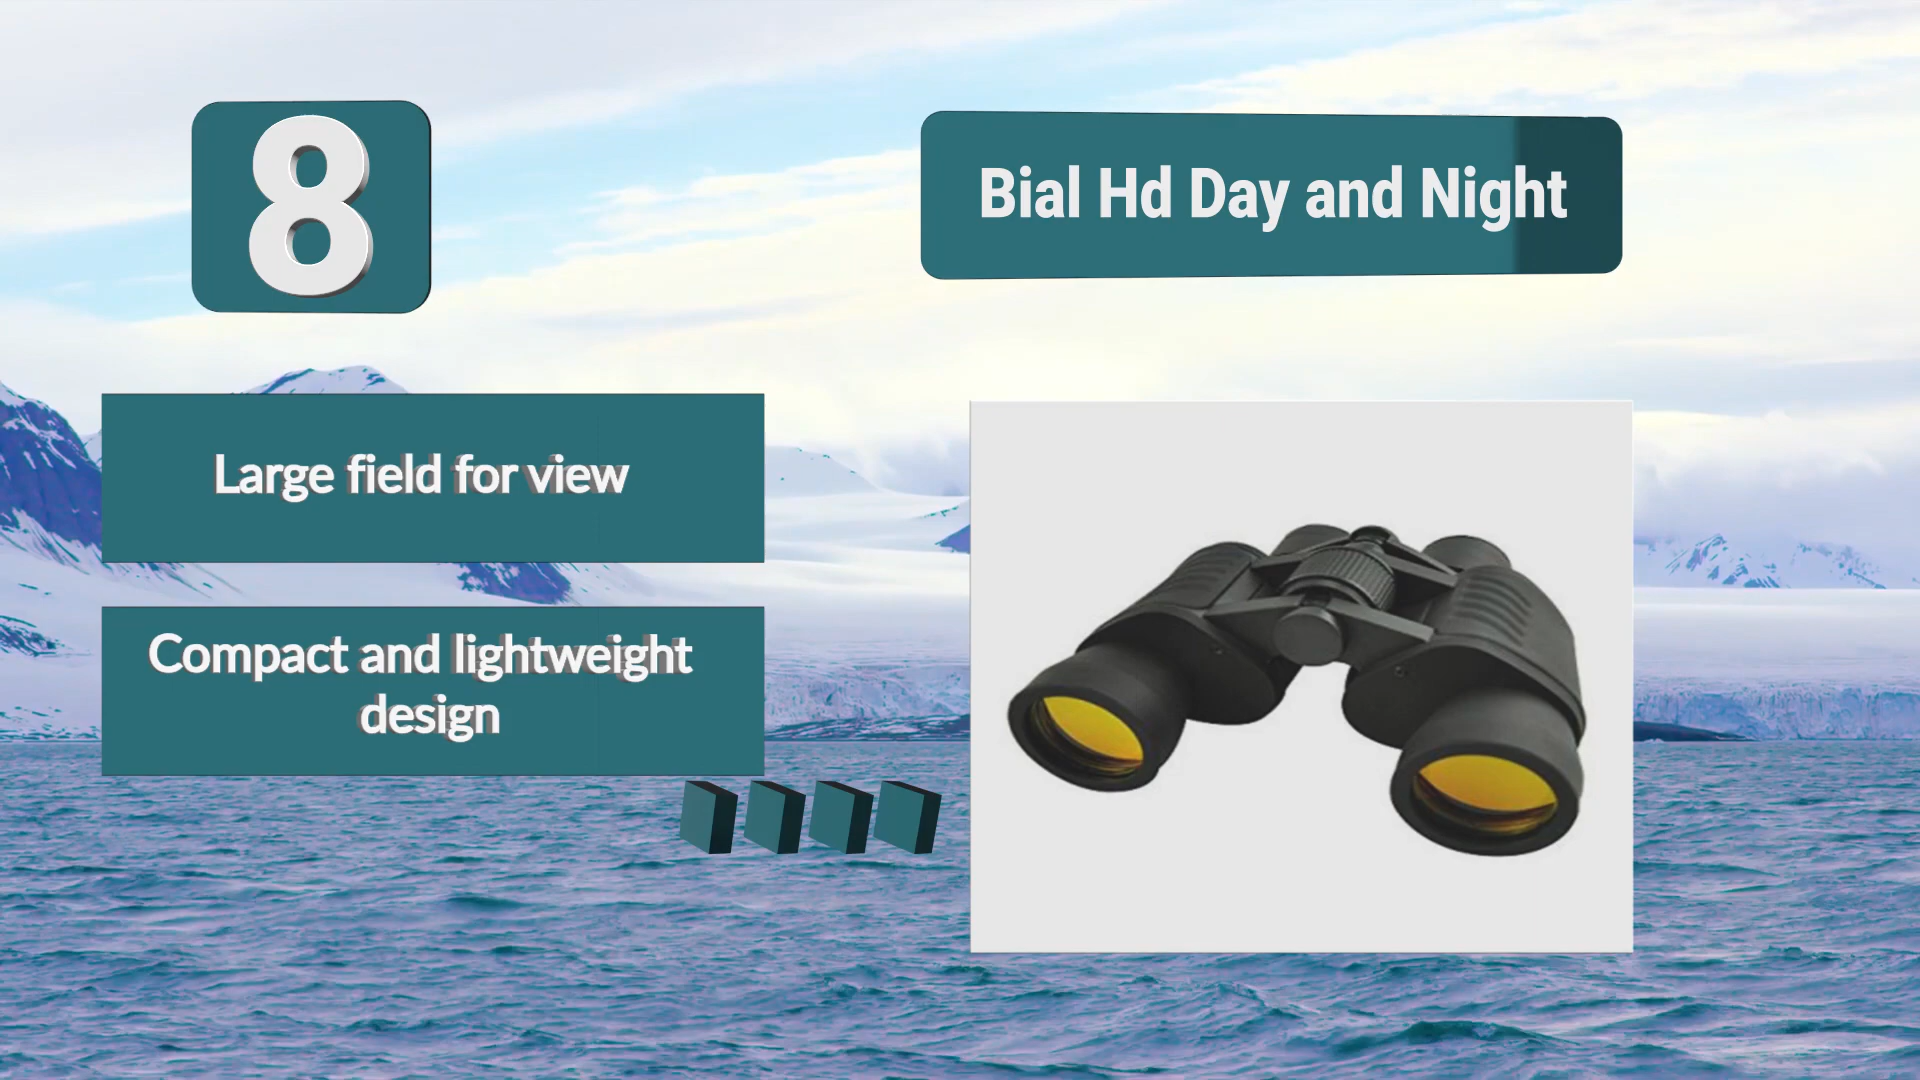 8
Bial Hd Day and Night
Large field for view
Compact and lightweight
design